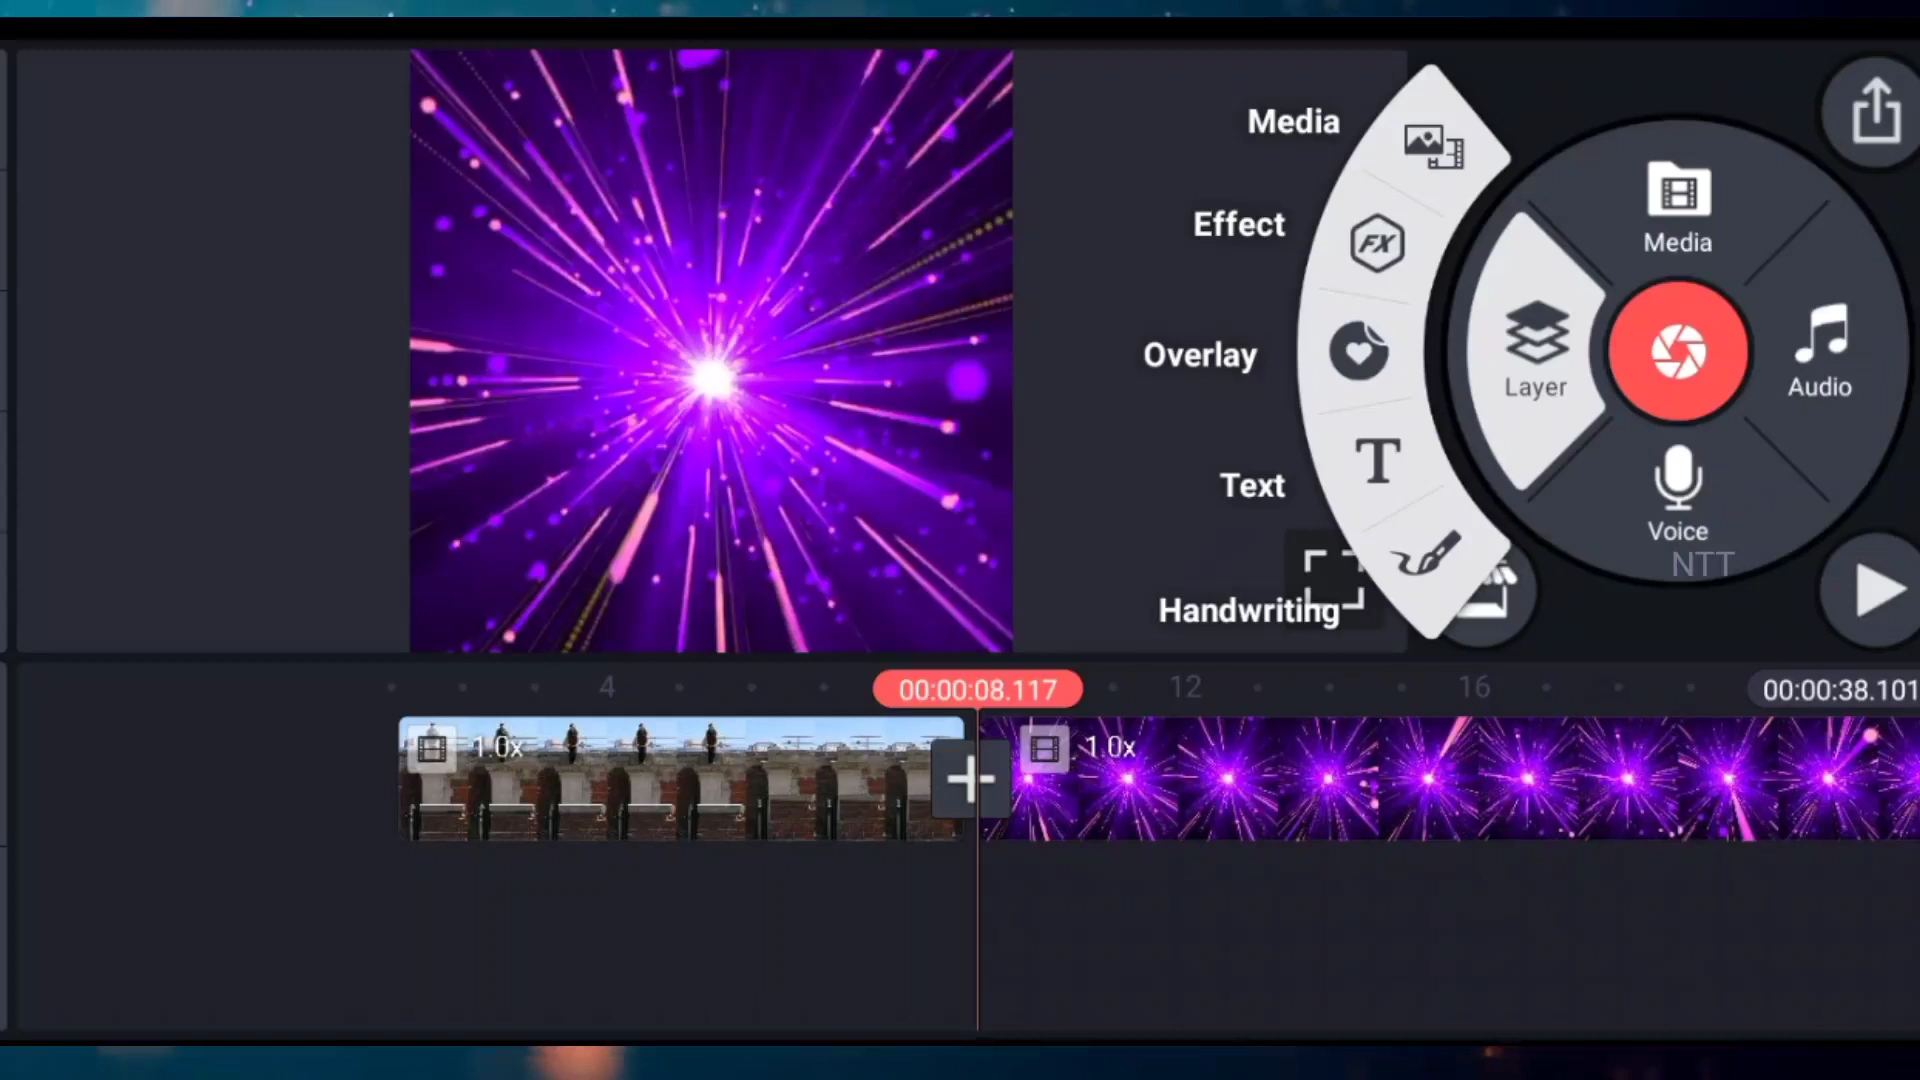 Media
Effect
Overlay
Text
Handwriting
FX
T
Media
Layer
Audio
Voice
NTT
4
00:00:08.117
12
16
00:00:38.101
1.0x
1.0x